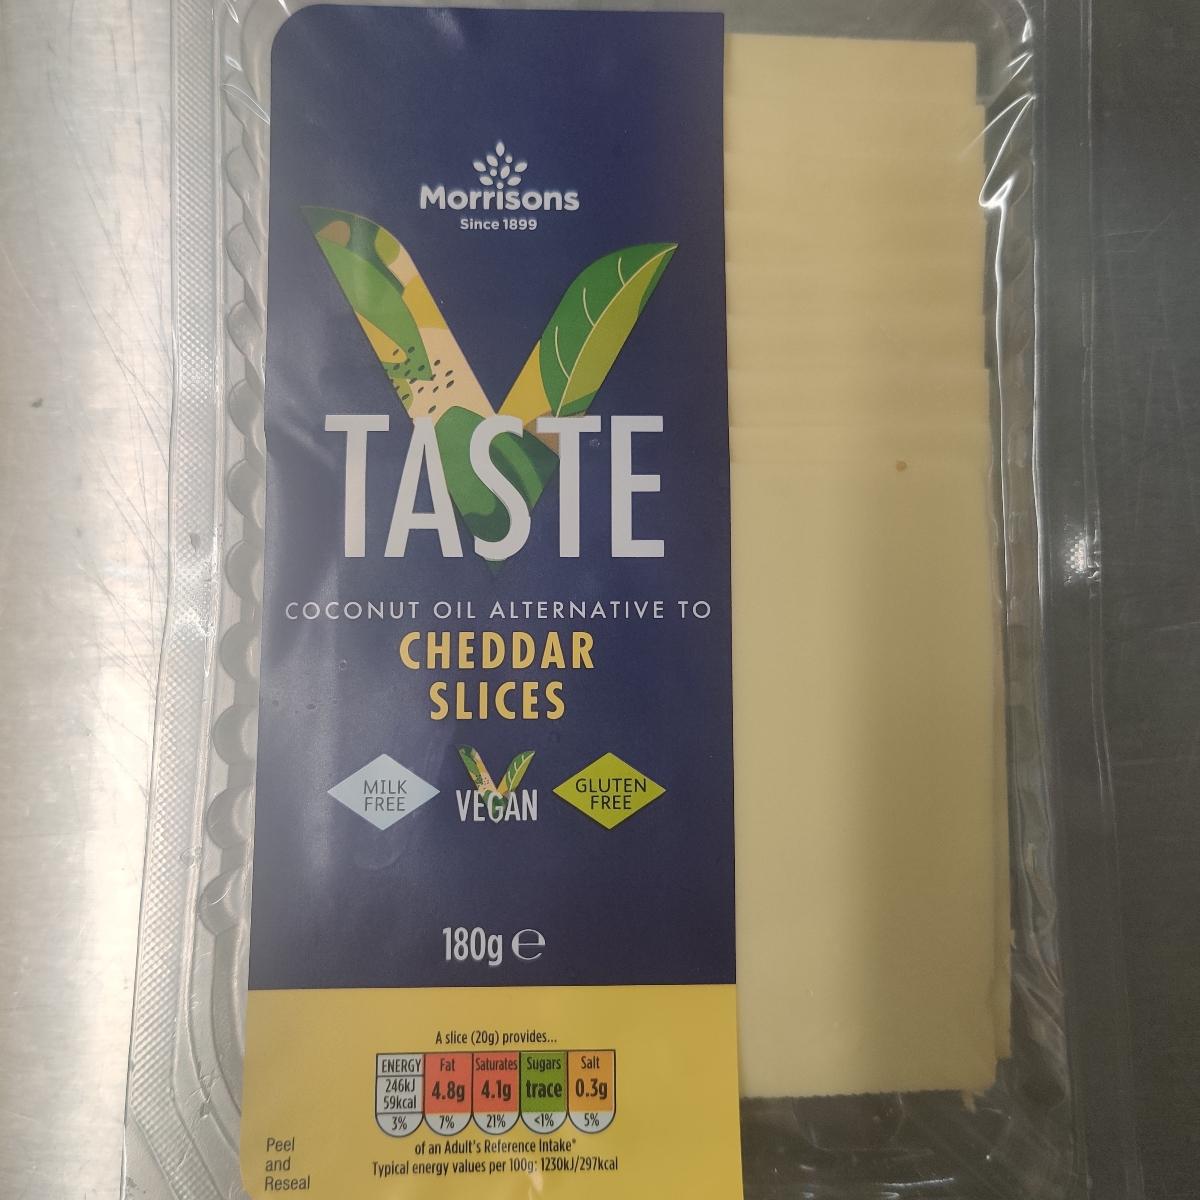 Morrisons
Since 1899
TASTE
COCONUT OIL ALTERNATIVE TO
CHEDDAR
SLICES
MILK
FREE
VEGAN
GLUTEN
FREE
180g ℮
A slice (20g) provides...
ENERGY Fat Saturates Sugars Salt
246kJ
59kcal 4.8g 4.1g trace 0.3g
3% 7% 21% <1% 5%
of an Adult's Reference Intake*
Typical energy values per 100g: 1230kJ/297kcal
Peel
and
Reseal